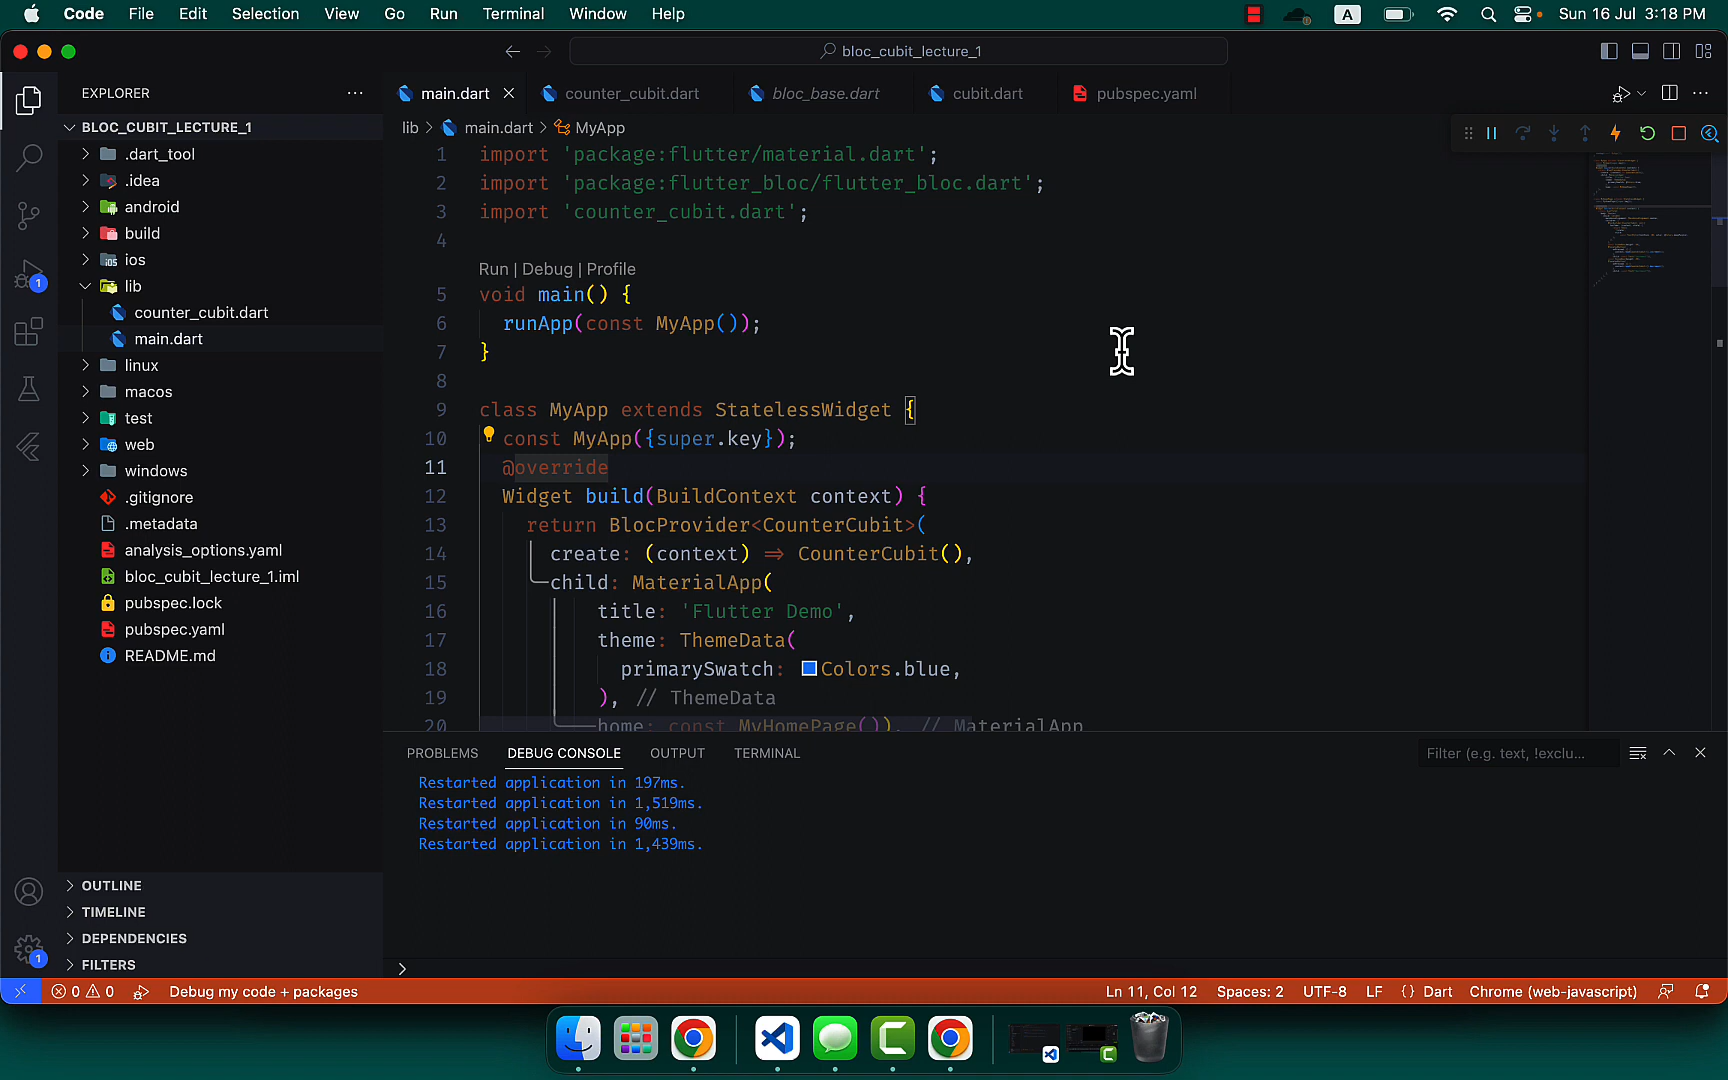 Code File Edit Selection View Go Run Terminal Window Help
A
Sun 16 Jul 3:18 PM
bloc_cubit_lecture_1
EXPLORER
main.dart
counter_cubit.dart
bloc_base.dart
cubit.dart
pubspec.yaml
BLOC_CUBIT_LECTURE_1
.dart_tool
.idea
android
build
ios
lib
counter_cubit.dart
main.dart
linux
macos
test
web
windows
.gitignore
.metadata
analysis_options.yaml
bloc_cubit_lecture_1.iml
pubspec.lock
pubspec.yaml
README.md
OUTLINE
TIMELINE
DEPENDENCIES
FILTERS
1
1
lib > main.dart > MyApp
1 import 'package:flutter/material.dart';
2 import 'package:flutter_bloc/flutter_bloc.dart';
3 import 'counter_cubit.dart';
4
Run | Debug | Profile
5 void main() {
6 runApp(const MyApp());
7 }
8
9 class MyApp extends StatelessWidget {
10 const MyApp({super.key});
11 @override
12 Widget build(BuildContext context) {
13 return BlocProvider<CounterCubit>(
14 create: (context) => CounterCubit(),
15 child: MaterialApp(
16 title: 'Flutter Demo',
17 theme: ThemeData(
18 primarySwatch: Colors.blue,
19 ), // ThemeData
20 home: const MyHomePage()), // MaterialApp
PROBLEMS DEBUG CONSOLE OUTPUT TERMINAL
Filter (e.g. text, !exclu...
Restarted application in 197ms.
Restarted application in 1,519ms.
Restarted application in 90ms.
Restarted application in 1,439ms.
0 0 Debug my code + packages
Ln 11, Col 12 Spaces: 2 UTF-8 LF {} Dart Chrome (web-javascript)